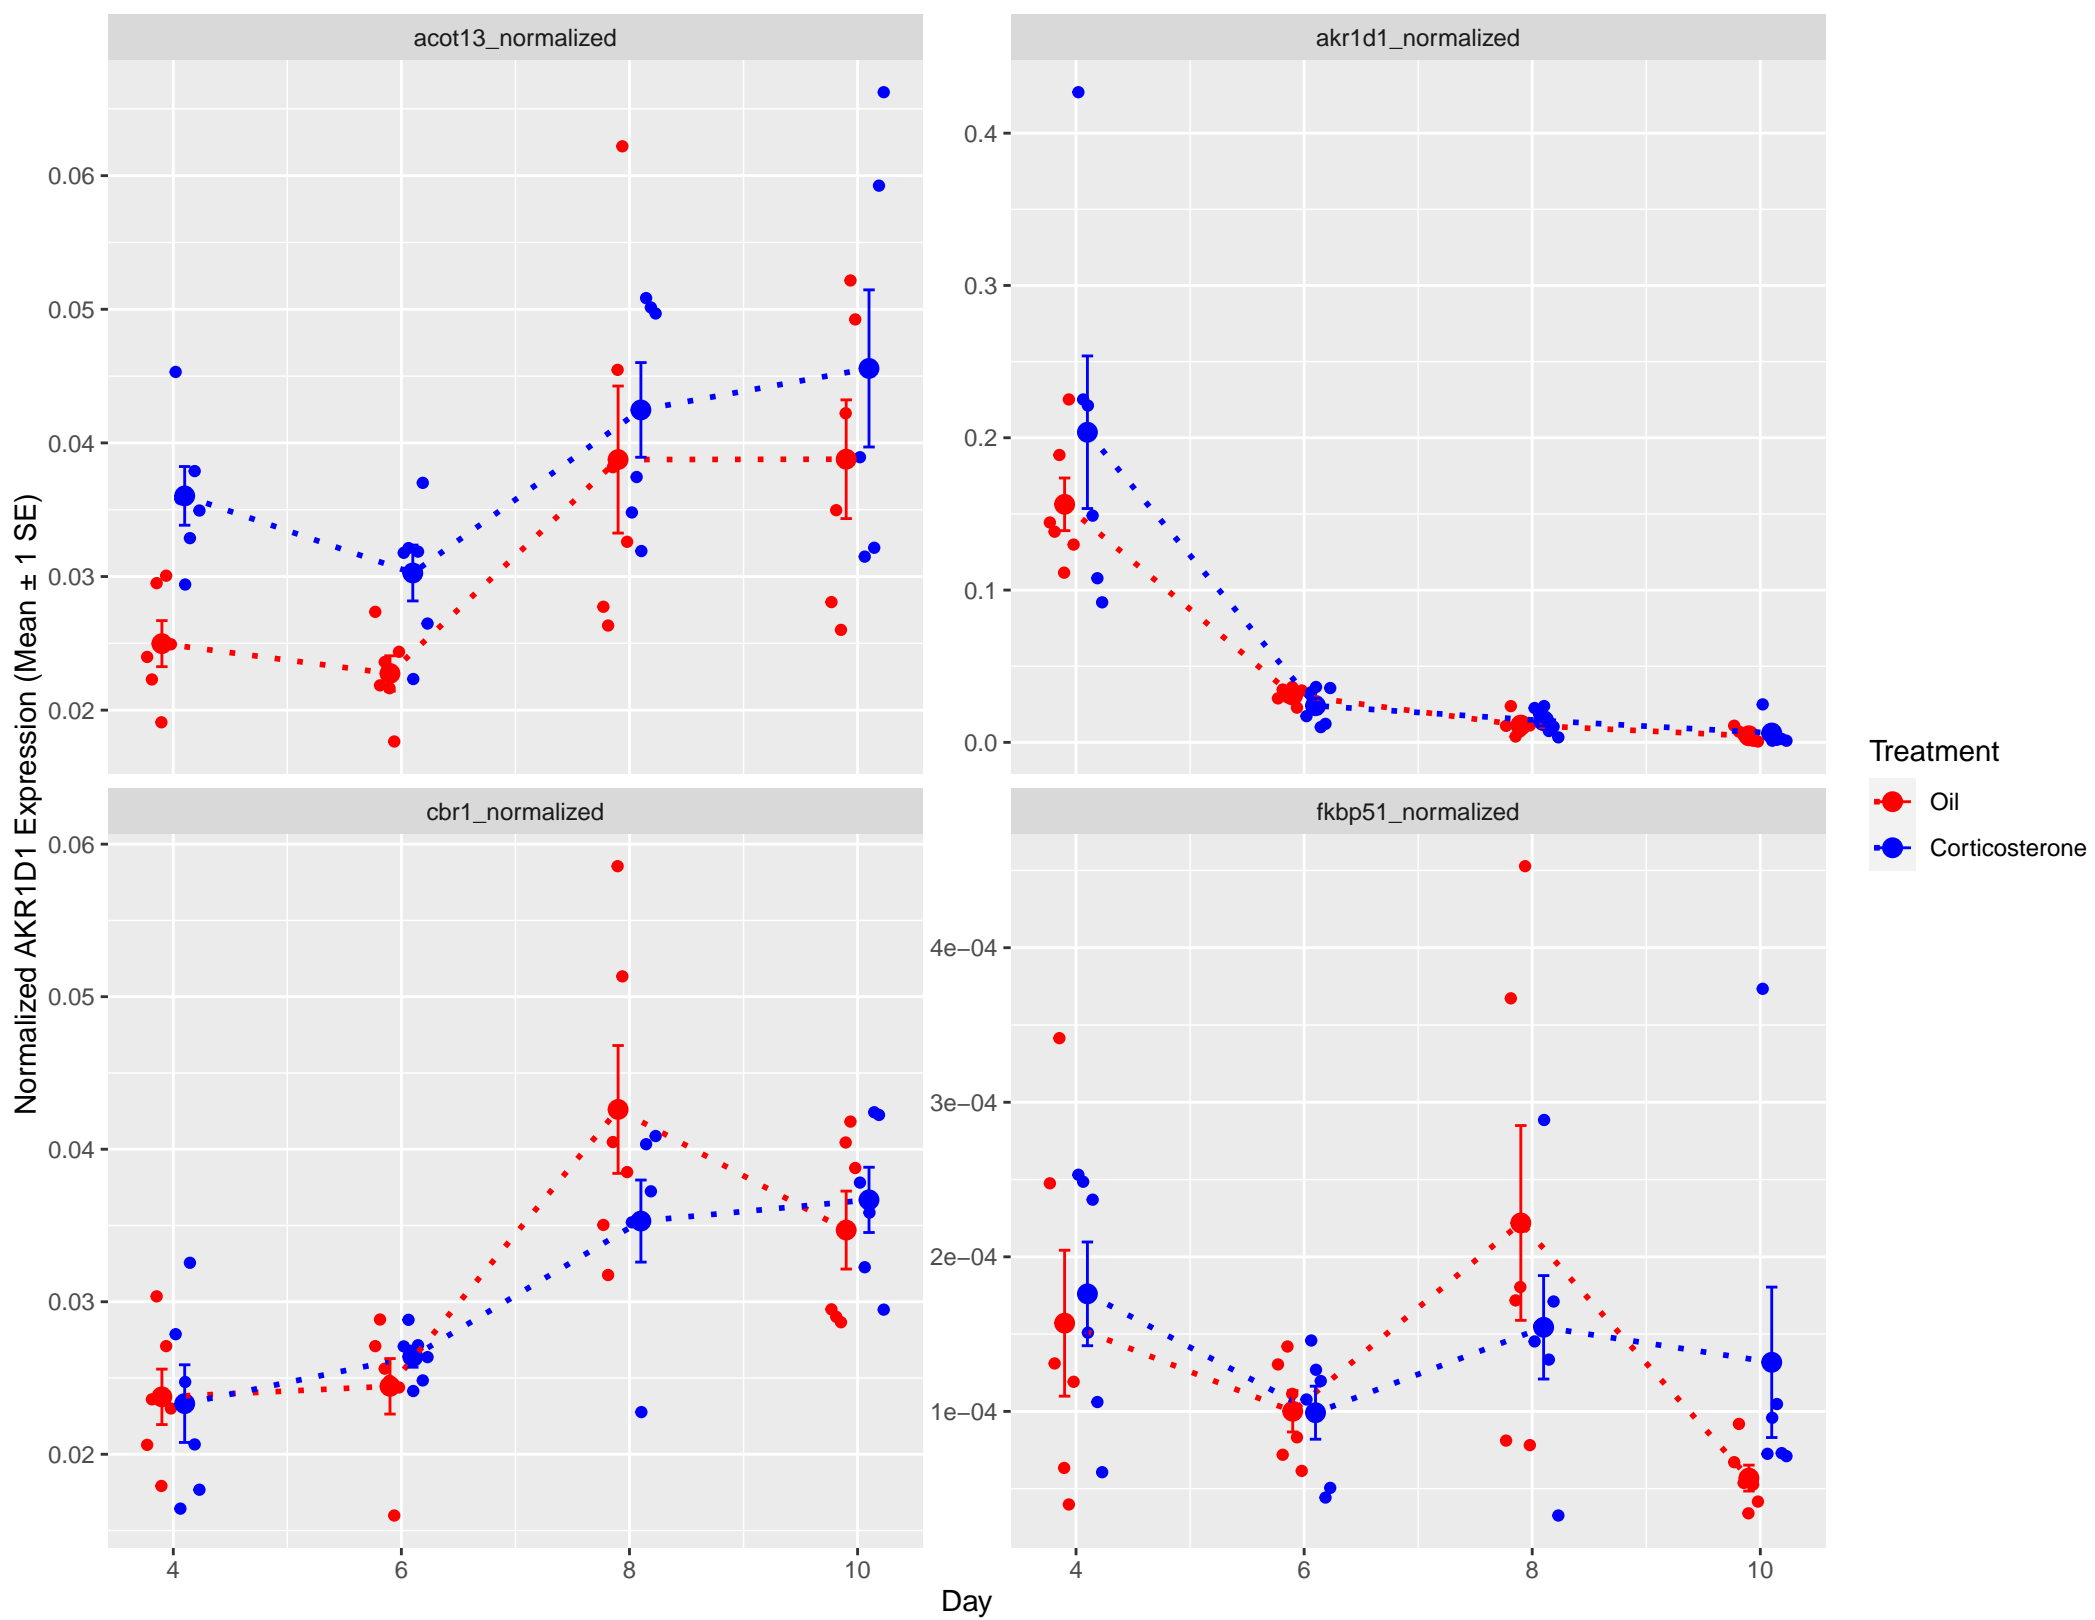 acot13_normalized
akr1d1_normalized
0.06
0.05
0.04
0.03
0.02
0.4
0.3
0.2
0.1
0.0
Normalized AKR1D1 Expression (Mean ± 1 SE)
cbr1_normalized
fkbp51_normalized
0.06
0.05
0.04
0.03
0.02
4e−04
3e−04
2e−04
1e−04
4 6 8 10
4 6 8 10
Day
Treatment
Oil
Corticosterone